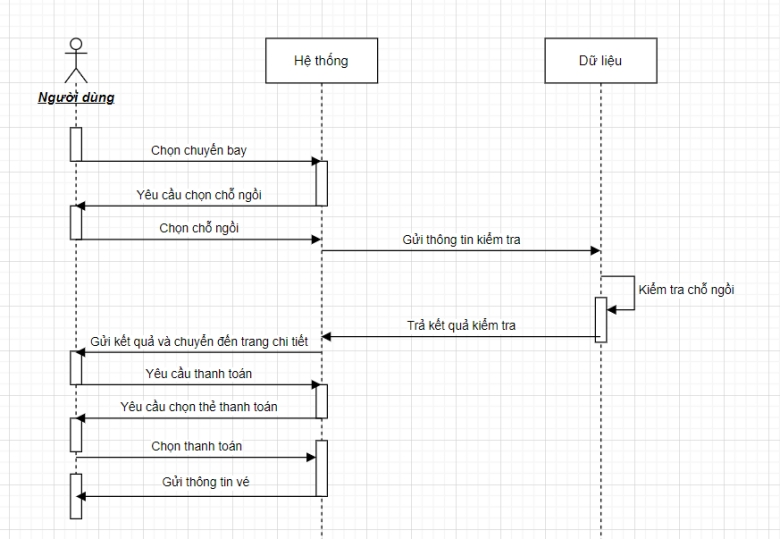 Hệ thống
Dữ liệu
Người dùng
Chọn chuyến bay
Yêu cầu chọn chỗ ngồi
Chọn chỗ ngồi
Gửi thông tin kiểm tra
Kiểm tra chỗ ngồi
Trả kết quả kiểm tra
Gửi kết quả và chuyển đến trang chi tiết
Yêu cầu thanh toán
Yêu cầu chọn thẻ thanh toán
Chọn thanh toán
Gửi thông tin vé